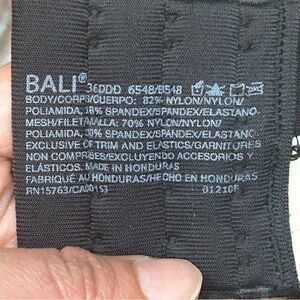 BALI® 36DDD 6548/B548
BODY/CORPS/CUERPO: 82% NYLON/NYLON/
POLIAMIDA, 18% SPANDEX/SPANDEX/ELASTANO.
MESH/FILET/MALLA: 70% NYLON/NYLON/
POLIAMIDA, 30% SPANDEX/SPANDEX/ELASTANO
EXCLUSIVE OF TRIM AND ELASTICS/GARNITURES
NON COMPRISES/EXCLUYENDO ACCESORIOS Y
ELÁSTICOS. MADE IN HONDURAS
FABRIQUÉ AU HONDURAS/HECHO EN HONDURAS
RN15763/CA00153